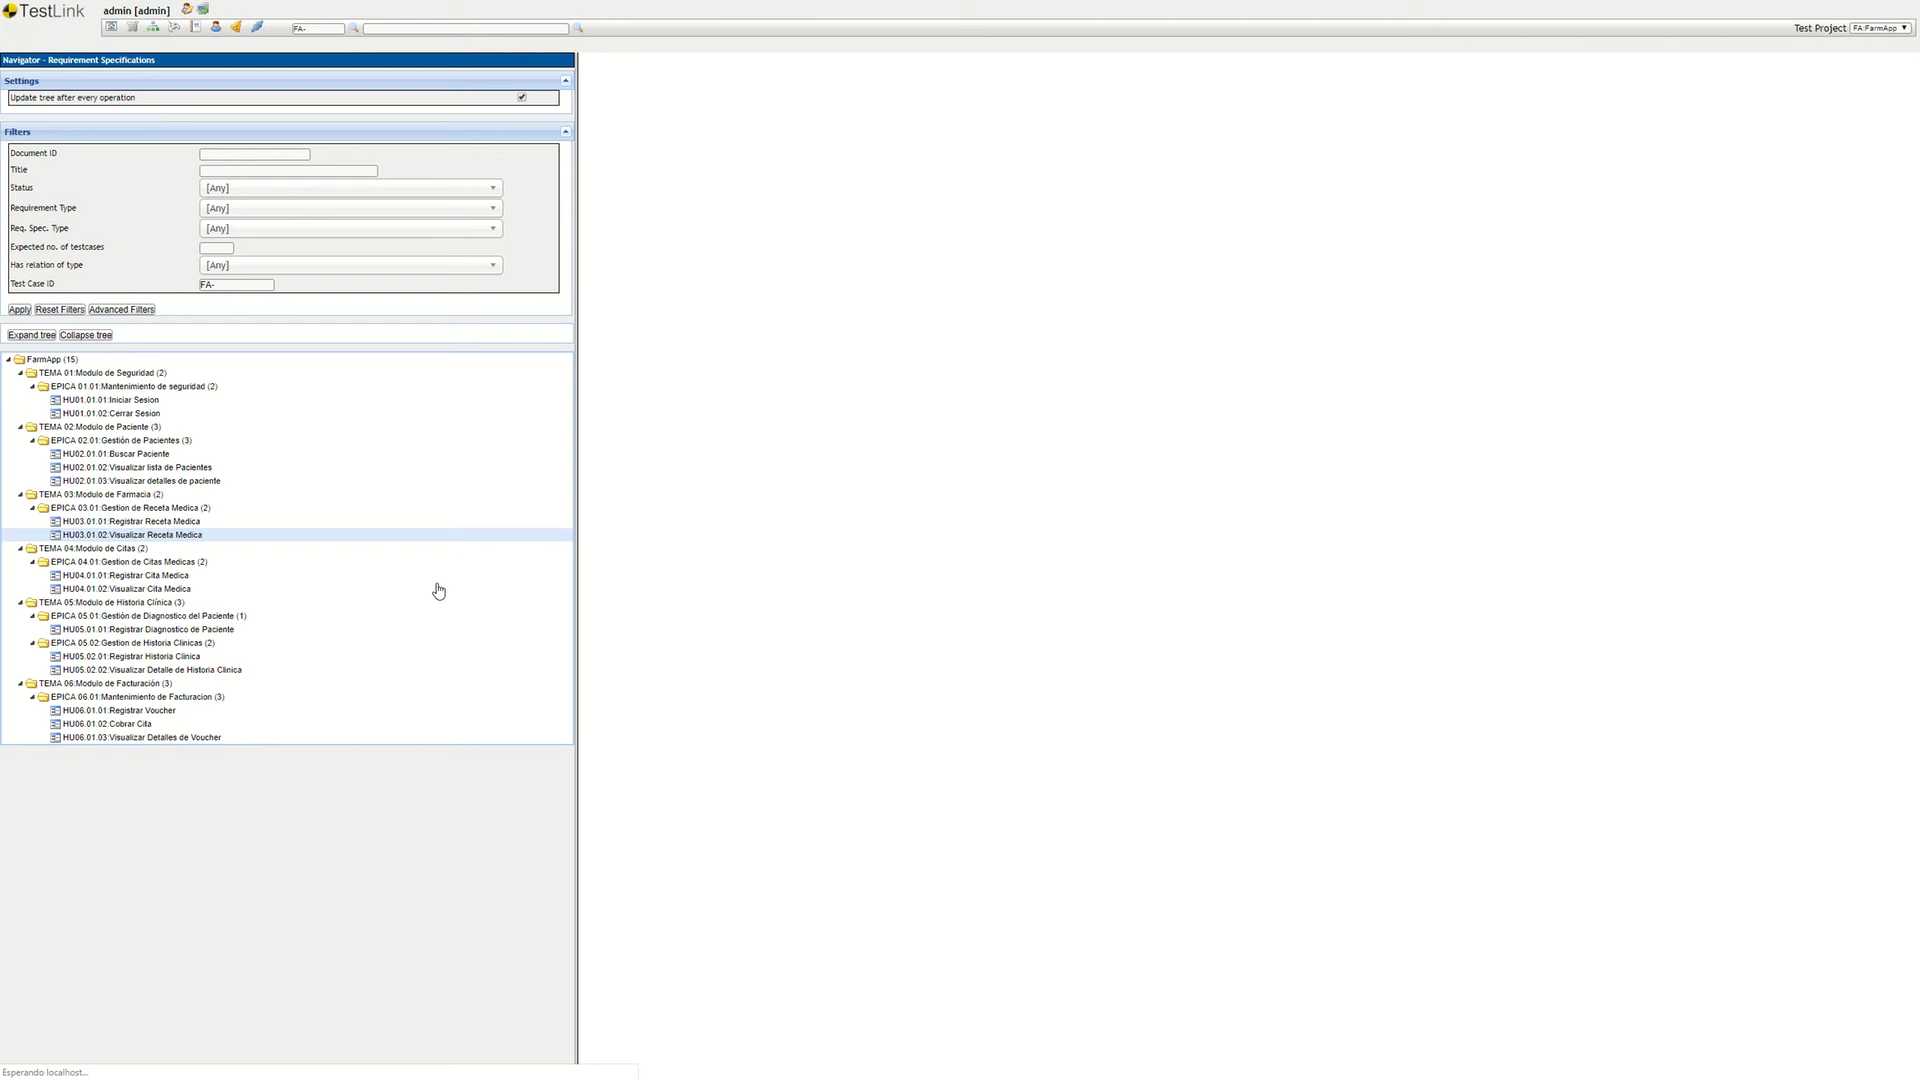 TestLink
admin [admin]
FA-
Test Project
FA:FarmApp
Navigator - Requirement Specifications
Settings
Update tree after every operation
Filters
Document ID
Title
Status [Any]
Requirement Type [Any]
Req. Spec. Type [Any]
Expected no. of testcases
Has relation of type [Any]
Test Case ID FA-
Apply Reset Filters Advanced Filters
Expand tree Collapse tree
FarmApp (15)
TEMA 01:Modulo de Seguridad (2)
EPICA 01.01:Mantenimiento de seguridad (2)
HU01.01.01:Iniciar Sesion
HU01.01.02:Cerrar Sesion
TEMA 02:Modulo de Paciente (3)
EPICA 02.01:Gestión de Pacientes (3)
HU02.01.01:Buscar Paciente
HU02.01.02:Visualizar lista de Pacientes
HU02.01.03:Visualizar detalles de paciente
TEMA 03:Modulo de Farmacia (2)
EPICA 03.01:Gestion de Receta Medica (2)
HU03.01.01:Registrar Receta Medica
HU03.01.02:Visualizar Receta Medica
TEMA 04:Modulo de Citas (2)
EPICA 04.01:Gestion de Citas Medicas (2)
HU04.01.01:Registrar Cita Medica
HU04.01.02:Visualizar Cita Medica
TEMA 05:Modulo de Historia Clínica (3)
EPICA 05.01:Gestión de Diagnostico del Paciente (1)
HU05.01.01:Registrar Diagnostico de Paciente
EPICA 05.02:Gestion de Historia Clinicas (2)
HU05.02.01:Registrar Historia Clinica
HU05.02.02:Visualizar Detalle de Historia Clinica
TEMA 06:Modulo de Facturación (3)
EPICA 06.01:Mantenimiento de Facturacion (3)
HU06.01.01:Registrar Voucher
HU06.01.02:Cobrar Cita
HU06.01.03:Visualizar Detalles de Voucher
Esperando localhost...